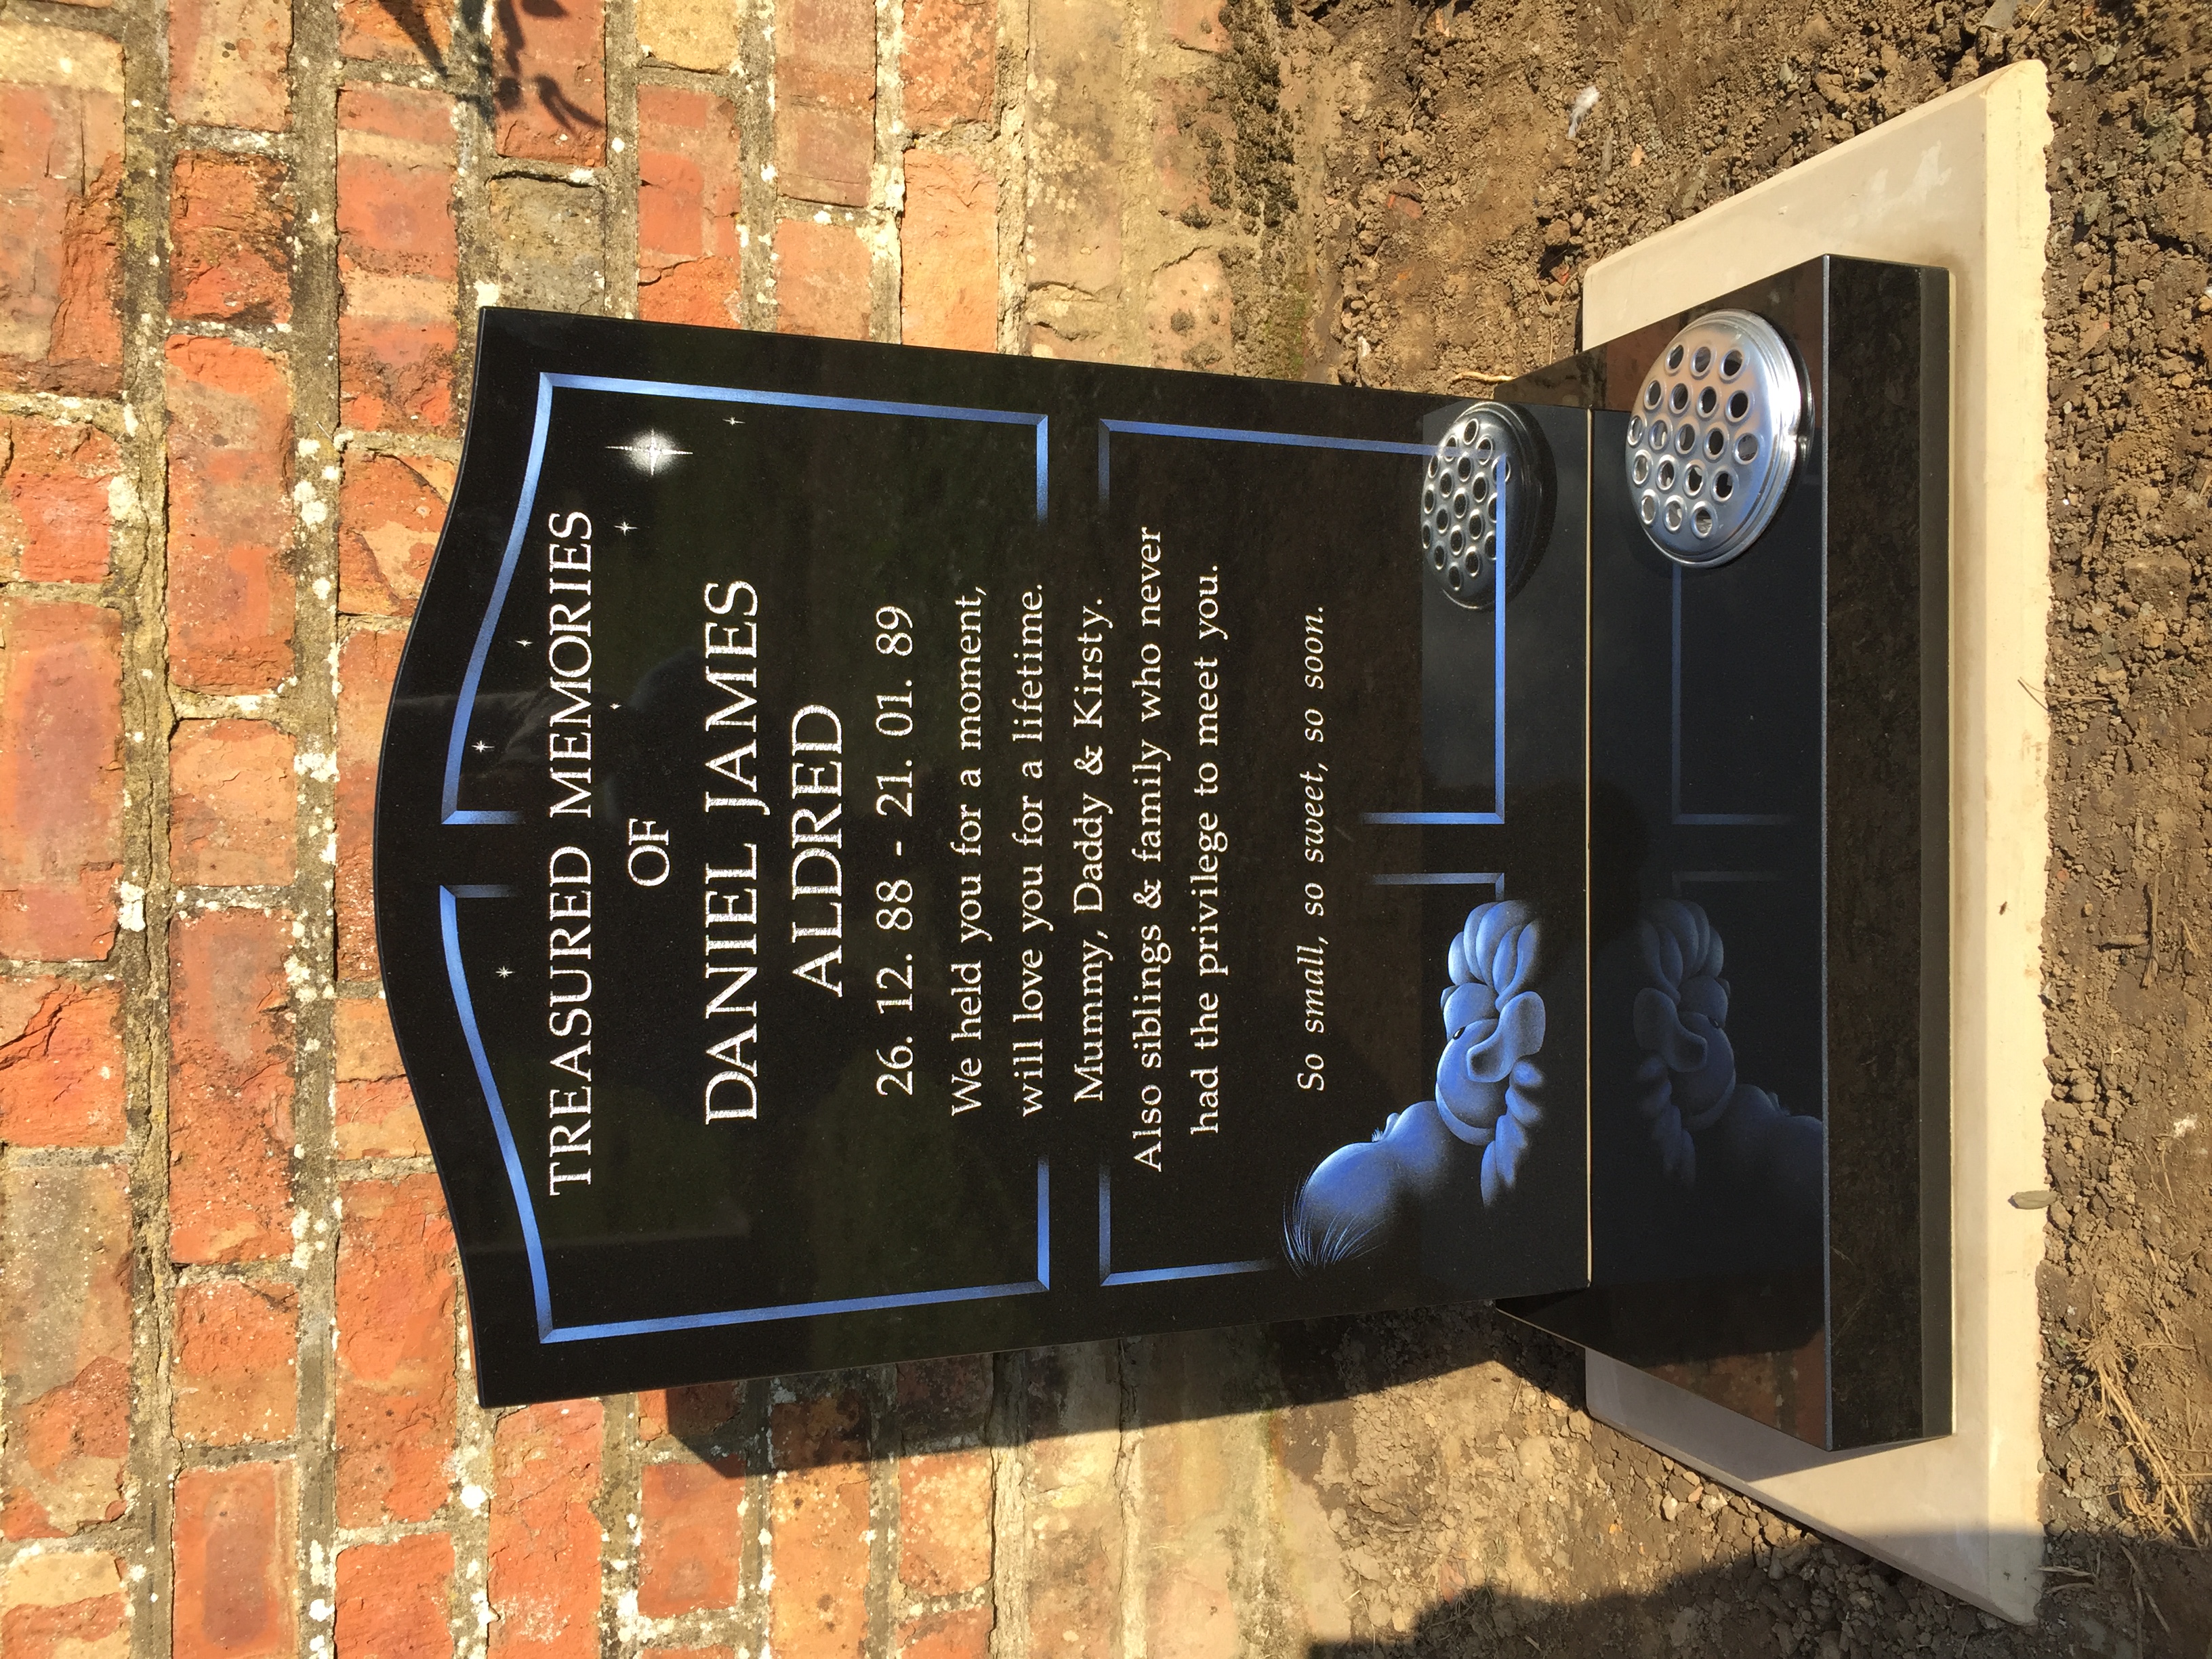 TREASURED MEMORIES
OF
DANIEL JAMES
ALDRED
26. 12. 88 - 21. 01. 89
We held you for a moment,
will love you for a lifetime.
Mummy, Daddy & Kirsty.
Also siblings & family who never
had the privilege to meet you.
So small, so sweet, so soon.